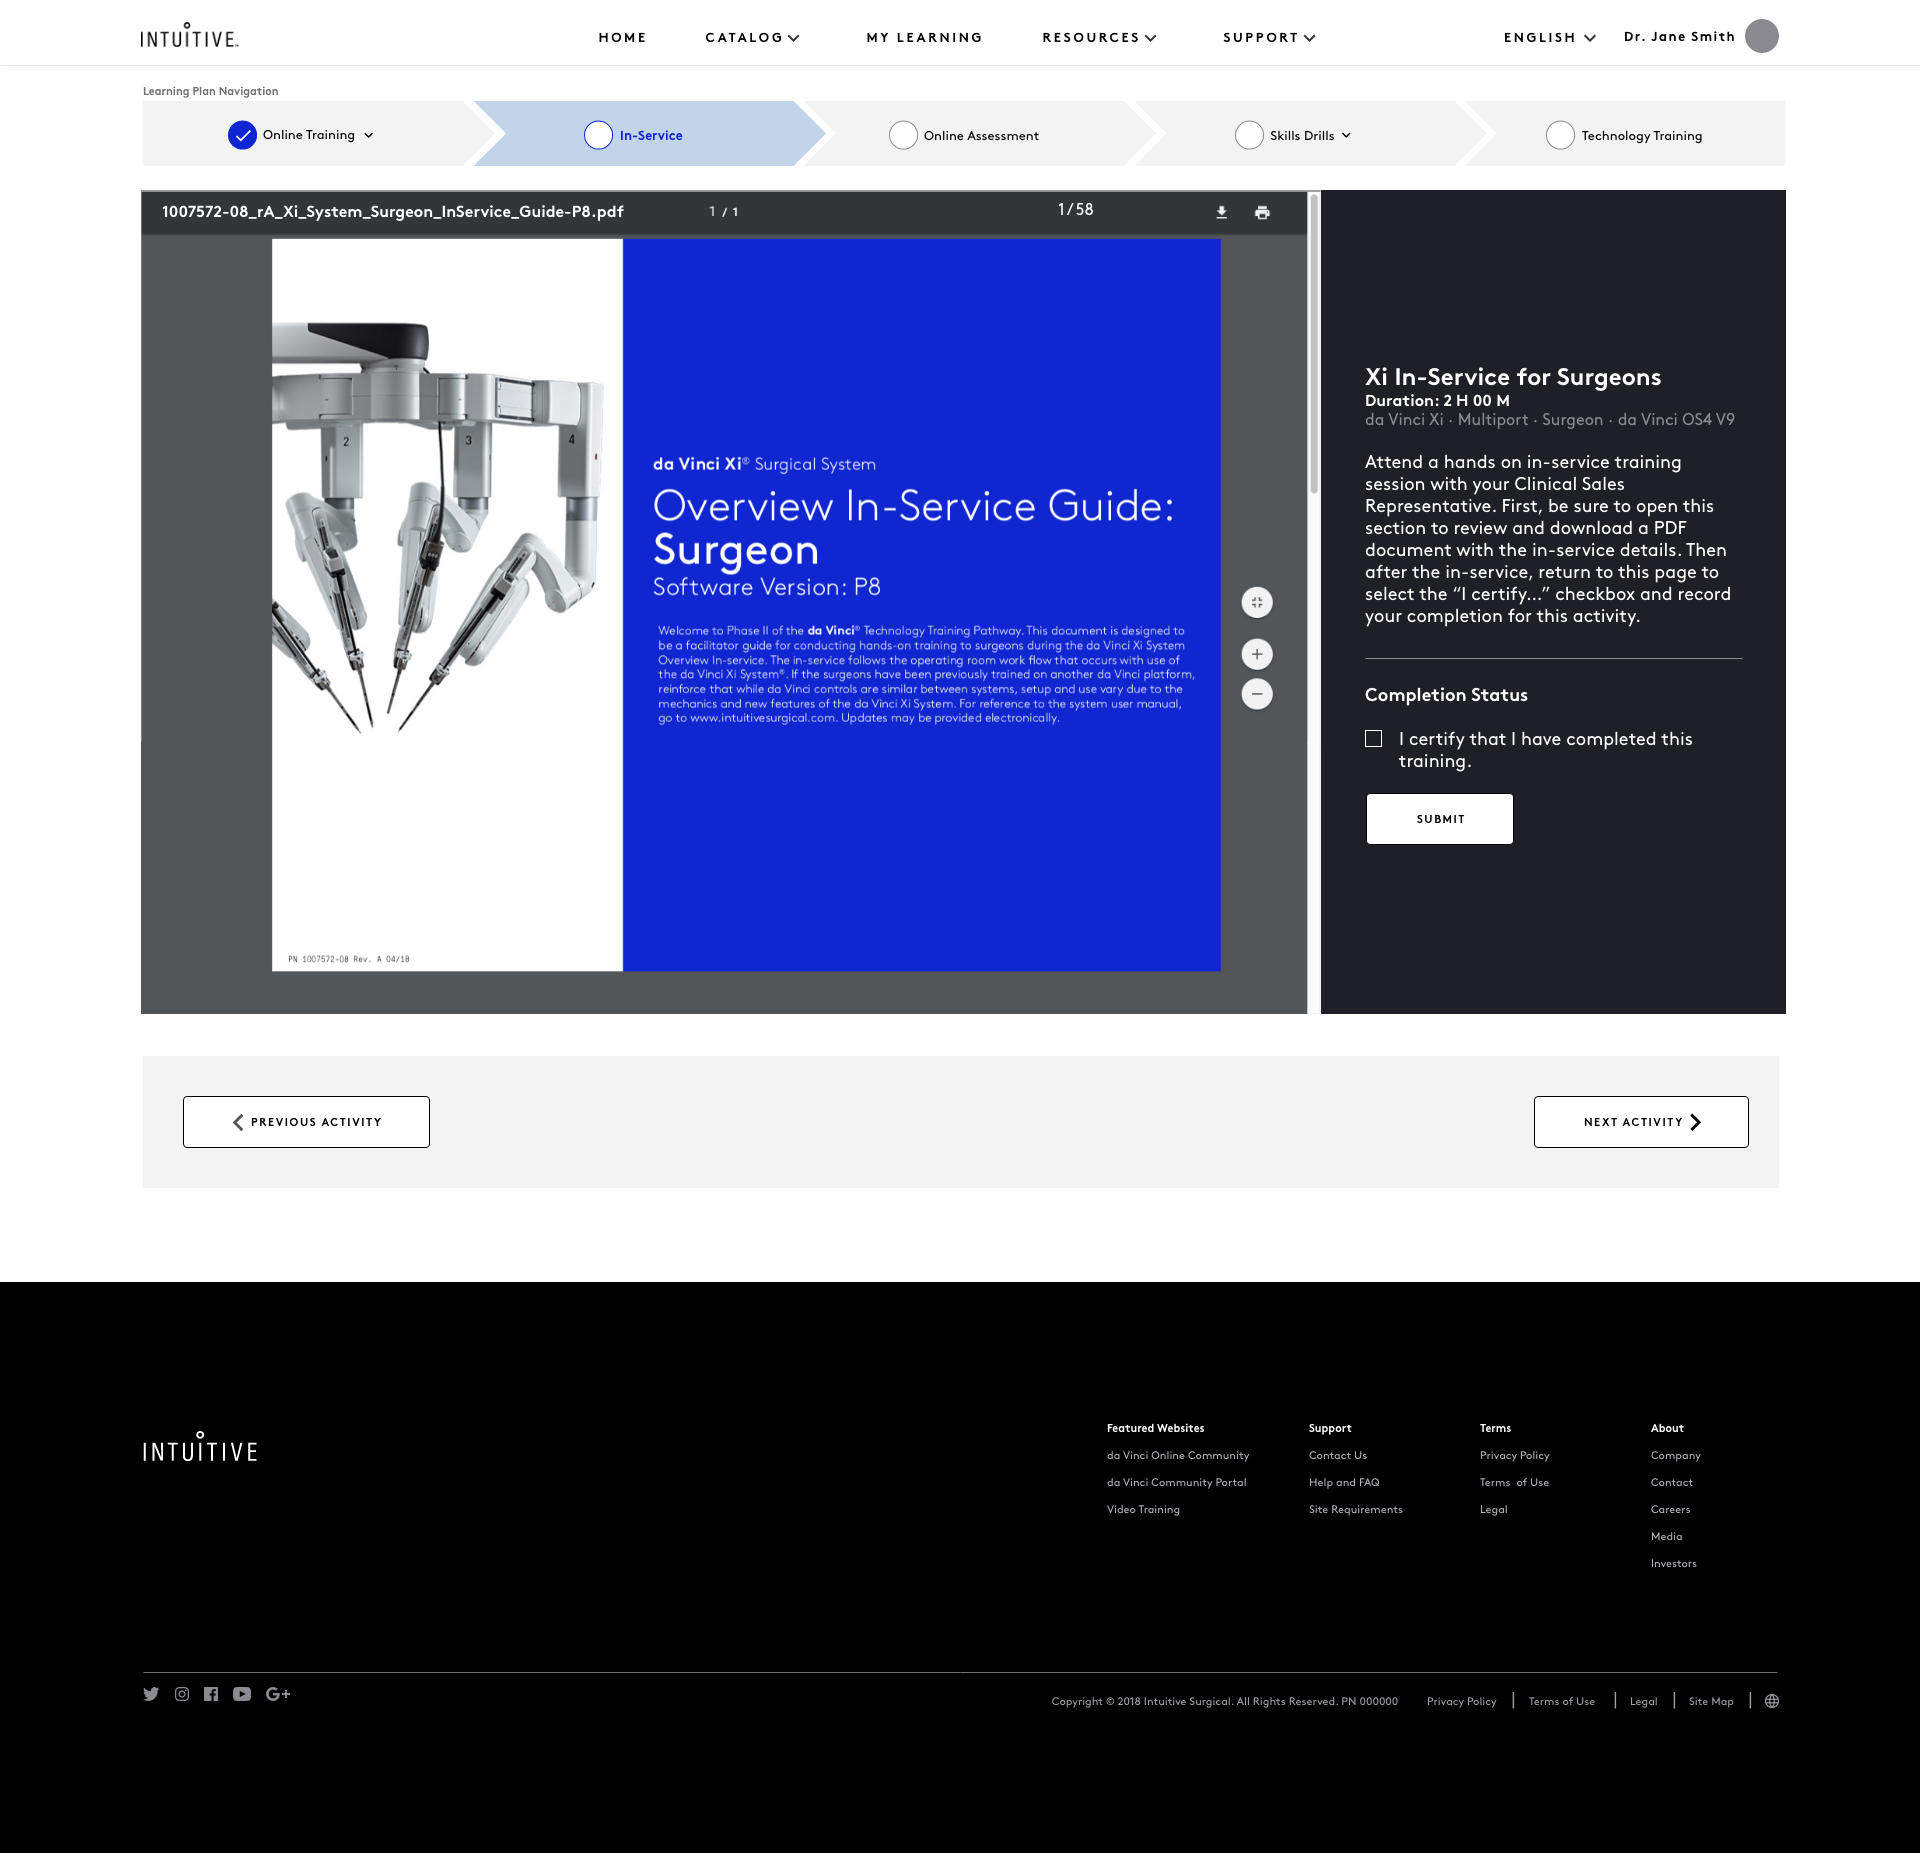 INTUITIVE
HOME
CATALOG
MY LEARNING
RESOURCES
SUPPORT
ENGLISH
Dr. Jane Smith
Learning Plan Navigation
Online Training
In-Service
Online Assessment
Skills Drills
Technology Training
1007572-08_rA_Xi_System_Surgeon_InService_Guide-P8.pdf
1 / 1
1/58
2
3
4
da Vinci Xi® Surgical System
Overview In-Service Guide:
Surgeon
Software Version: P8
Welcome to Phase II of the da Vinci® Technology Training Pathway. This document is designed to
be a facilitator guide for conducting hands-on training to surgeons during the da Vinci Xi System
Overview In-service. The in-service follows the operating room work flow that occurs with use of
the da Vinci Xi System®. If the surgeons have been previously trained on another da Vinci platform,
reinforce that while da Vinci controls are similar between systems, setup and use vary due to the
mechanics and new features of the da Vinci Xi System. For reference to the system user manual,
go to www.intuitivesurgical.com. Updates may be provided electronically.
PN 1007572-08 Rev. A 04/18
Xi In-Service for Surgeons
Duration: 2 H 00 M
da Vinci Xi · Multiport · Surgeon · da Vinci OS4 V9
Attend a hands on in-service training
session with your Clinical Sales
Representative. First, be sure to open this
section to review and download a PDF
document with the in-service details. Then
after the in-service, return to this page to
select the “I certify...” checkbox and record
your completion for this activity.
Completion Status
I certify that I have completed this
training.
SUBMIT
PREVIOUS ACTIVITY
NEXT ACTIVITY
INTUITIVE
Featured Websites
da Vinci Online Community
da Vinci Community Portal
Video Training
Support
Contact Us
Help and FAQ
Site Requirements
Terms
Privacy Policy
Terms  of Use
Legal
About
Company
Contact
Careers
Media
Investors
G+
Copyright © 2018 Intuitive Surgical. All Rights Reserved. PN 000000
Privacy Policy
Terms of Use
Legal
Site Map